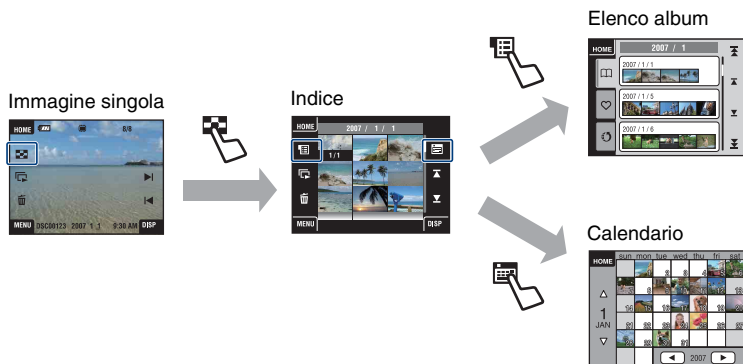 Elenco album
HOME
2007 / 1
2007 / 1 / 1
2007 / 1 / 5
2007 / 1 / 6
Immagine singola
HOME
8/8
MENU
DSC00123 2007 1 1 9:30 AM
DISP
Indice
HOME
2007 / 1 / 1
1/1
MENU
DISP
Calendario
HOME
sun mon tue wed thu fri sat
1
JAN
2007